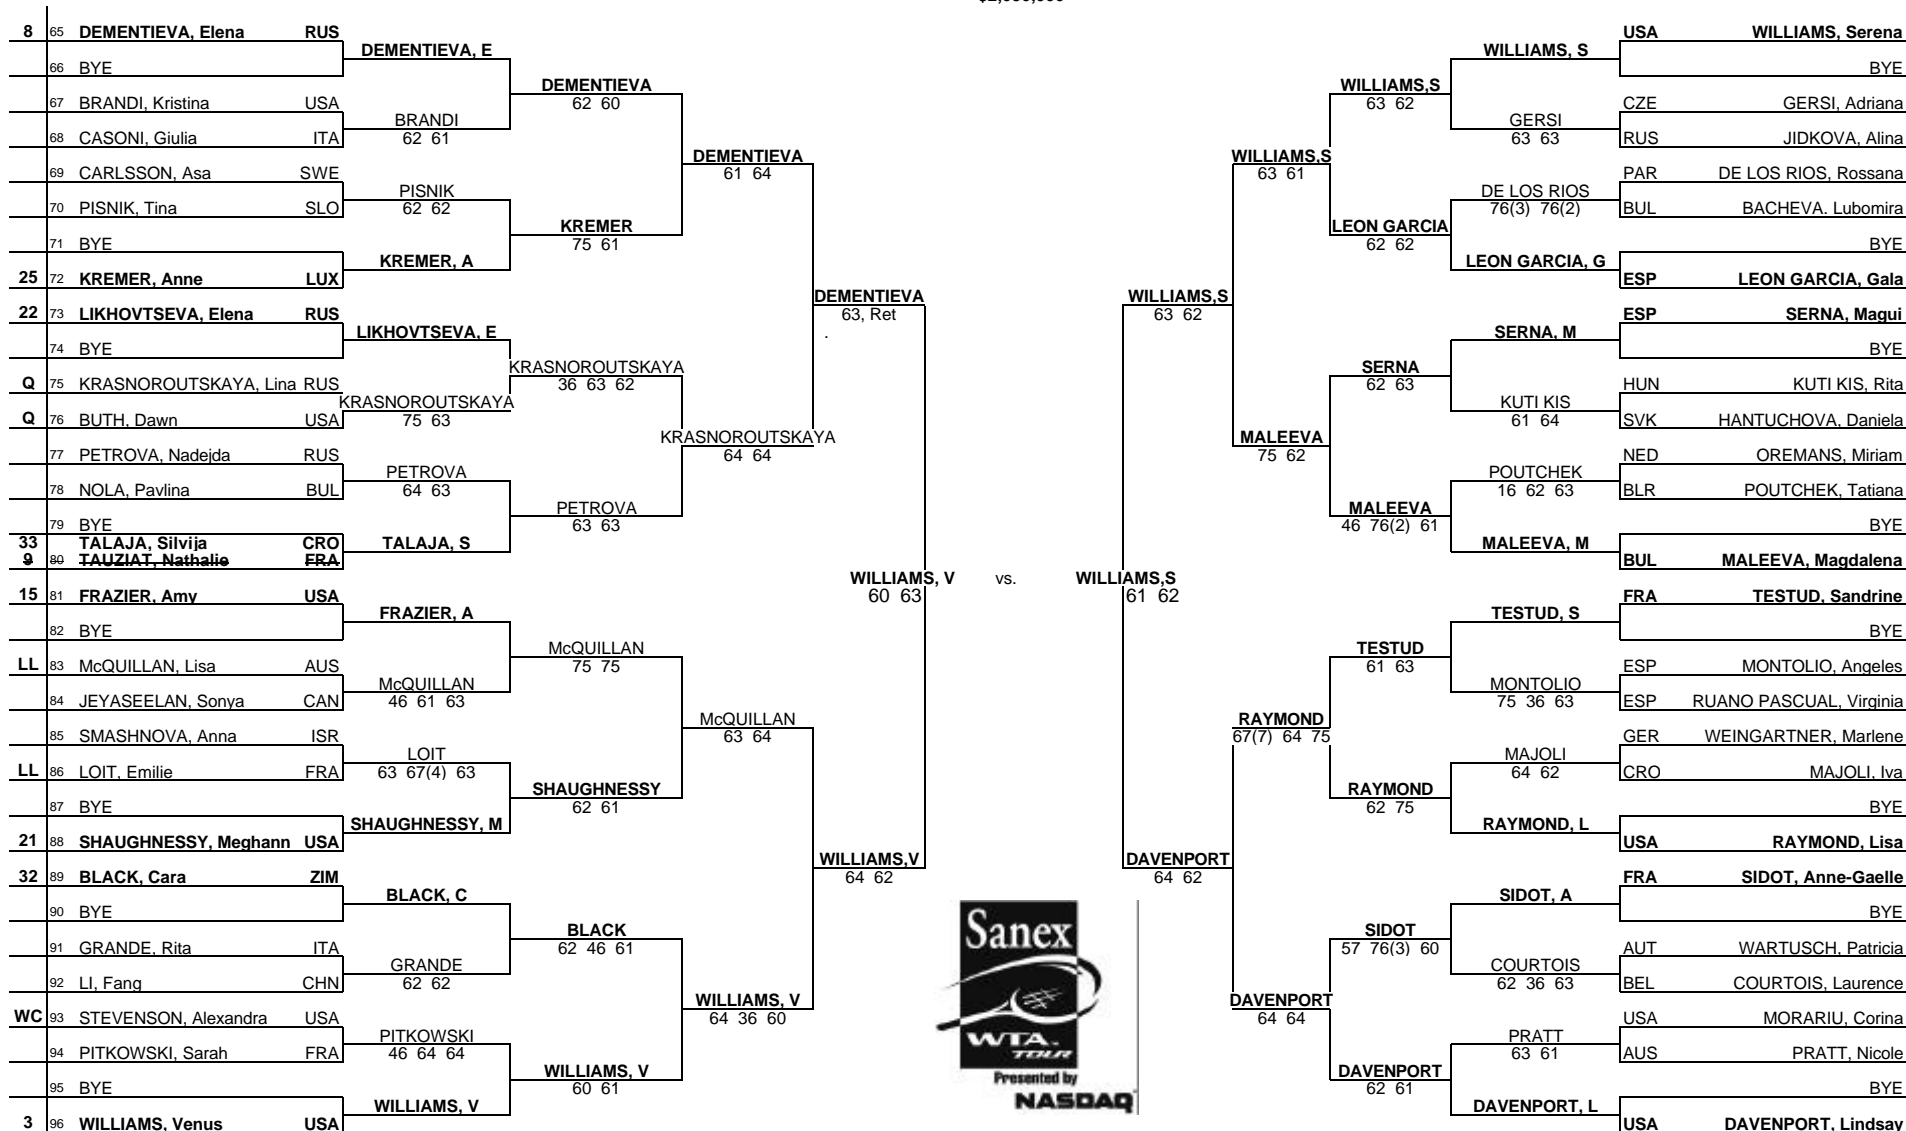 8 65 DEMENTIEVA, Elena RUS
66 BYE
67 BRANDI, Kristina USA
68 CASONI, Giulia ITA
69 CARLSSON, Asa SWE
70 PISNIK, Tina SLO
71 BYE
25 72 KREMER, Anne LUX
22 73 LIKHOVTSEVA, Elena RUS
74 BYE
Q 75 KRASNOROUTSKAYA, Lina RUS
Q 76 BUTH, Dawn USA
77 PETROVA, Nadejda RUS
78 NOLA, Pavlina BUL
79 BYE
33 TALAJA, Silvija CRO
9 80 TAUZIAT, Nathalie FRA
15 81 FRAZIER, Amy USA
82 BYE
LL 83 McQUILLAN, Lisa AUS
84 JEYASEELAN, Sonya CAN
85 SMASHNOVA, Anna ISR
LL 86 LOIT, Emilie FRA
87 BYE
21 88 SHAUGHNESSY, Meghann USA
32 89 BLACK, Cara ZIM
90 BYE
91 GRANDE, Rita ITA
92 LI, Fang CHN
WC 93 STEVENSON, Alexandra USA
94 PITKOWSKI, Sarah FRA
95 BYE
3 96 WILLIAMS, Venus USA
DEMENTIEVA, E
BRANDI
62 61
PISNIK
62 62
KREMER, A
LIKHOVTSEVA, E
KRASNOROUTSKAYA
75 63
PETROVA
64 63
TALAJA, S
FRAZIER, A
McQUILLAN
46 61 63
LOIT
63 67(4) 63
SHAUGHNESSY, M
BLACK, C
GRANDE
62 62
PITKOWSKI
46 64 64
WILLIAMS, V
DEMENTIEVA
62 60
KREMER
75 61
KRASNOROUTSKAYA
36 63 62
PETROVA
63 63
McQUILLAN
75 75
SHAUGHNESSY
62 61
BLACK
62 46 61
WILLIAMS, V
60 61
DEMENTIEVA
61 64
KRASNOROUTSKAYA
64 64
McQUILLAN
63 64
WILLIAMS, V
64 36 60
DEMENTIEVA
63, Ret
.
WILLIAMS,V
64 62
WILLIAMS, V vs. WILLIAMS,S
60 63
61 62
Sanex
WTA
TOUR
Presented by
NASDAQ
WILLIAMS,S
63 62
DAVENPORT
64 62
WILLIAMS,S
63 61
MALEEVA
75 62
RAYMOND
67(7) 64 75
DAVENPORT
64 64
WILLIAMS,S
63 62
LEON GARCIA
62 62
SERNA
62 63
MALEEVA
46 76(2) 61
TESTUD
61 63
RAYMOND
62 75
SIDOT
57 76(3) 60
DAVENPORT
62 61
WILLIAMS, S
GERSI
63 63
DE LOS RIOS
76(3) 76(2)
LEON GARCIA, G
SERNA, M
KUTI KIS
61 64
POUTCHEK
16 62 63
MALEEVA, M
TESTUD, S
MONTOLIO
75 36 63
MAJOLI
64 62
RAYMOND, L
SIDOT, A
COURTOIS
62 36 63
PRATT
63 61
DAVENPORT, L
USA WILLIAMS, Serena
BYE
CZE GERSI, Adriana
RUS JIDKOVA, Alina
PAR DE LOS RIOS, Rossana
BUL BACHEVA. Lubomira
BYE
ESP LEON GARCIA, Gala
ESP SERNA, Magui
BYE
HUN KUTI KIS, Rita
SVK HANTUCHOVA, Daniela
NED OREMANS, Miriam
BLR POUTCHEK, Tatiana
BYE
BUL MALEEVA, Magdalena
FRA TESTUD, Sandrine
BYE
ESP MONTOLIO, Angeles
ESP RUANO PASCUAL, Virginia
GER WEINGARTNER, Marlene
CRO MAJOLI, Iva
BYE
USA RAYMOND, Lisa
FRA SIDOT, Anne-Gaelle
BYE
AUT WARTUSCH, Patricia
BEL COURTOIS, Laurence
USA MORARIU, Corina
AUS PRATT, Nicole
BYE
USA DAVENPORT, Lindsay